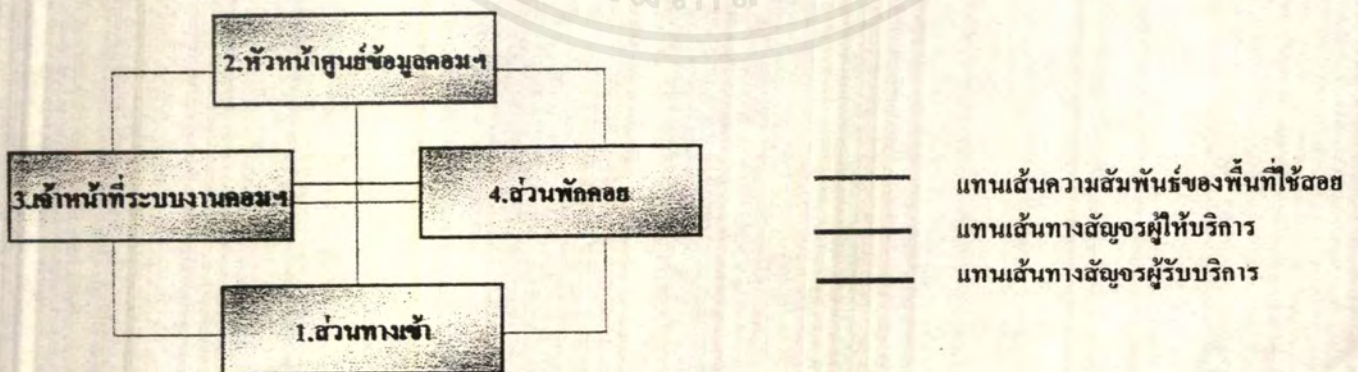 2.หัวหน้าศูนย์ข้อมูลคอมฯ
3.เจ้าหน้าที่ระบบงานคอมฯ
4.ส่วนพักคอย
1.ส่วนทางเข้า
แทนเส้นความสัมพันธ์ของพื้นที่ใช้สอย
แทนเส้นทางสัญจรผู้ให้บริการ
แทนเส้นทางสัญจรผู้รับบริการ